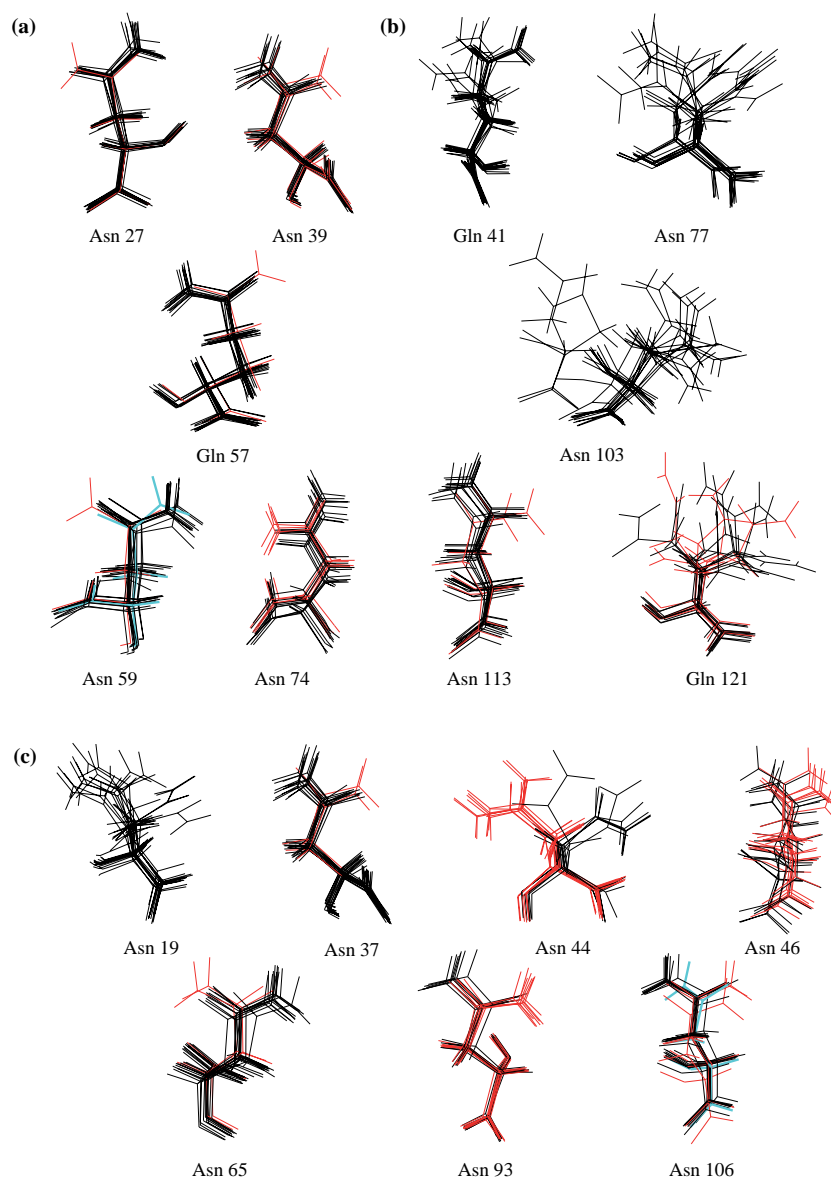 (a)
(b)
Asn 27
Asn 39
Gln 41
Asn 77
Gln 57
Asn 103
Asn 59
Asn 74
Asn 113
Gln 121
(c)
Asn 19
Asn 37
Asn 44
Asn 46
Asn 65
Asn 93
Asn 106